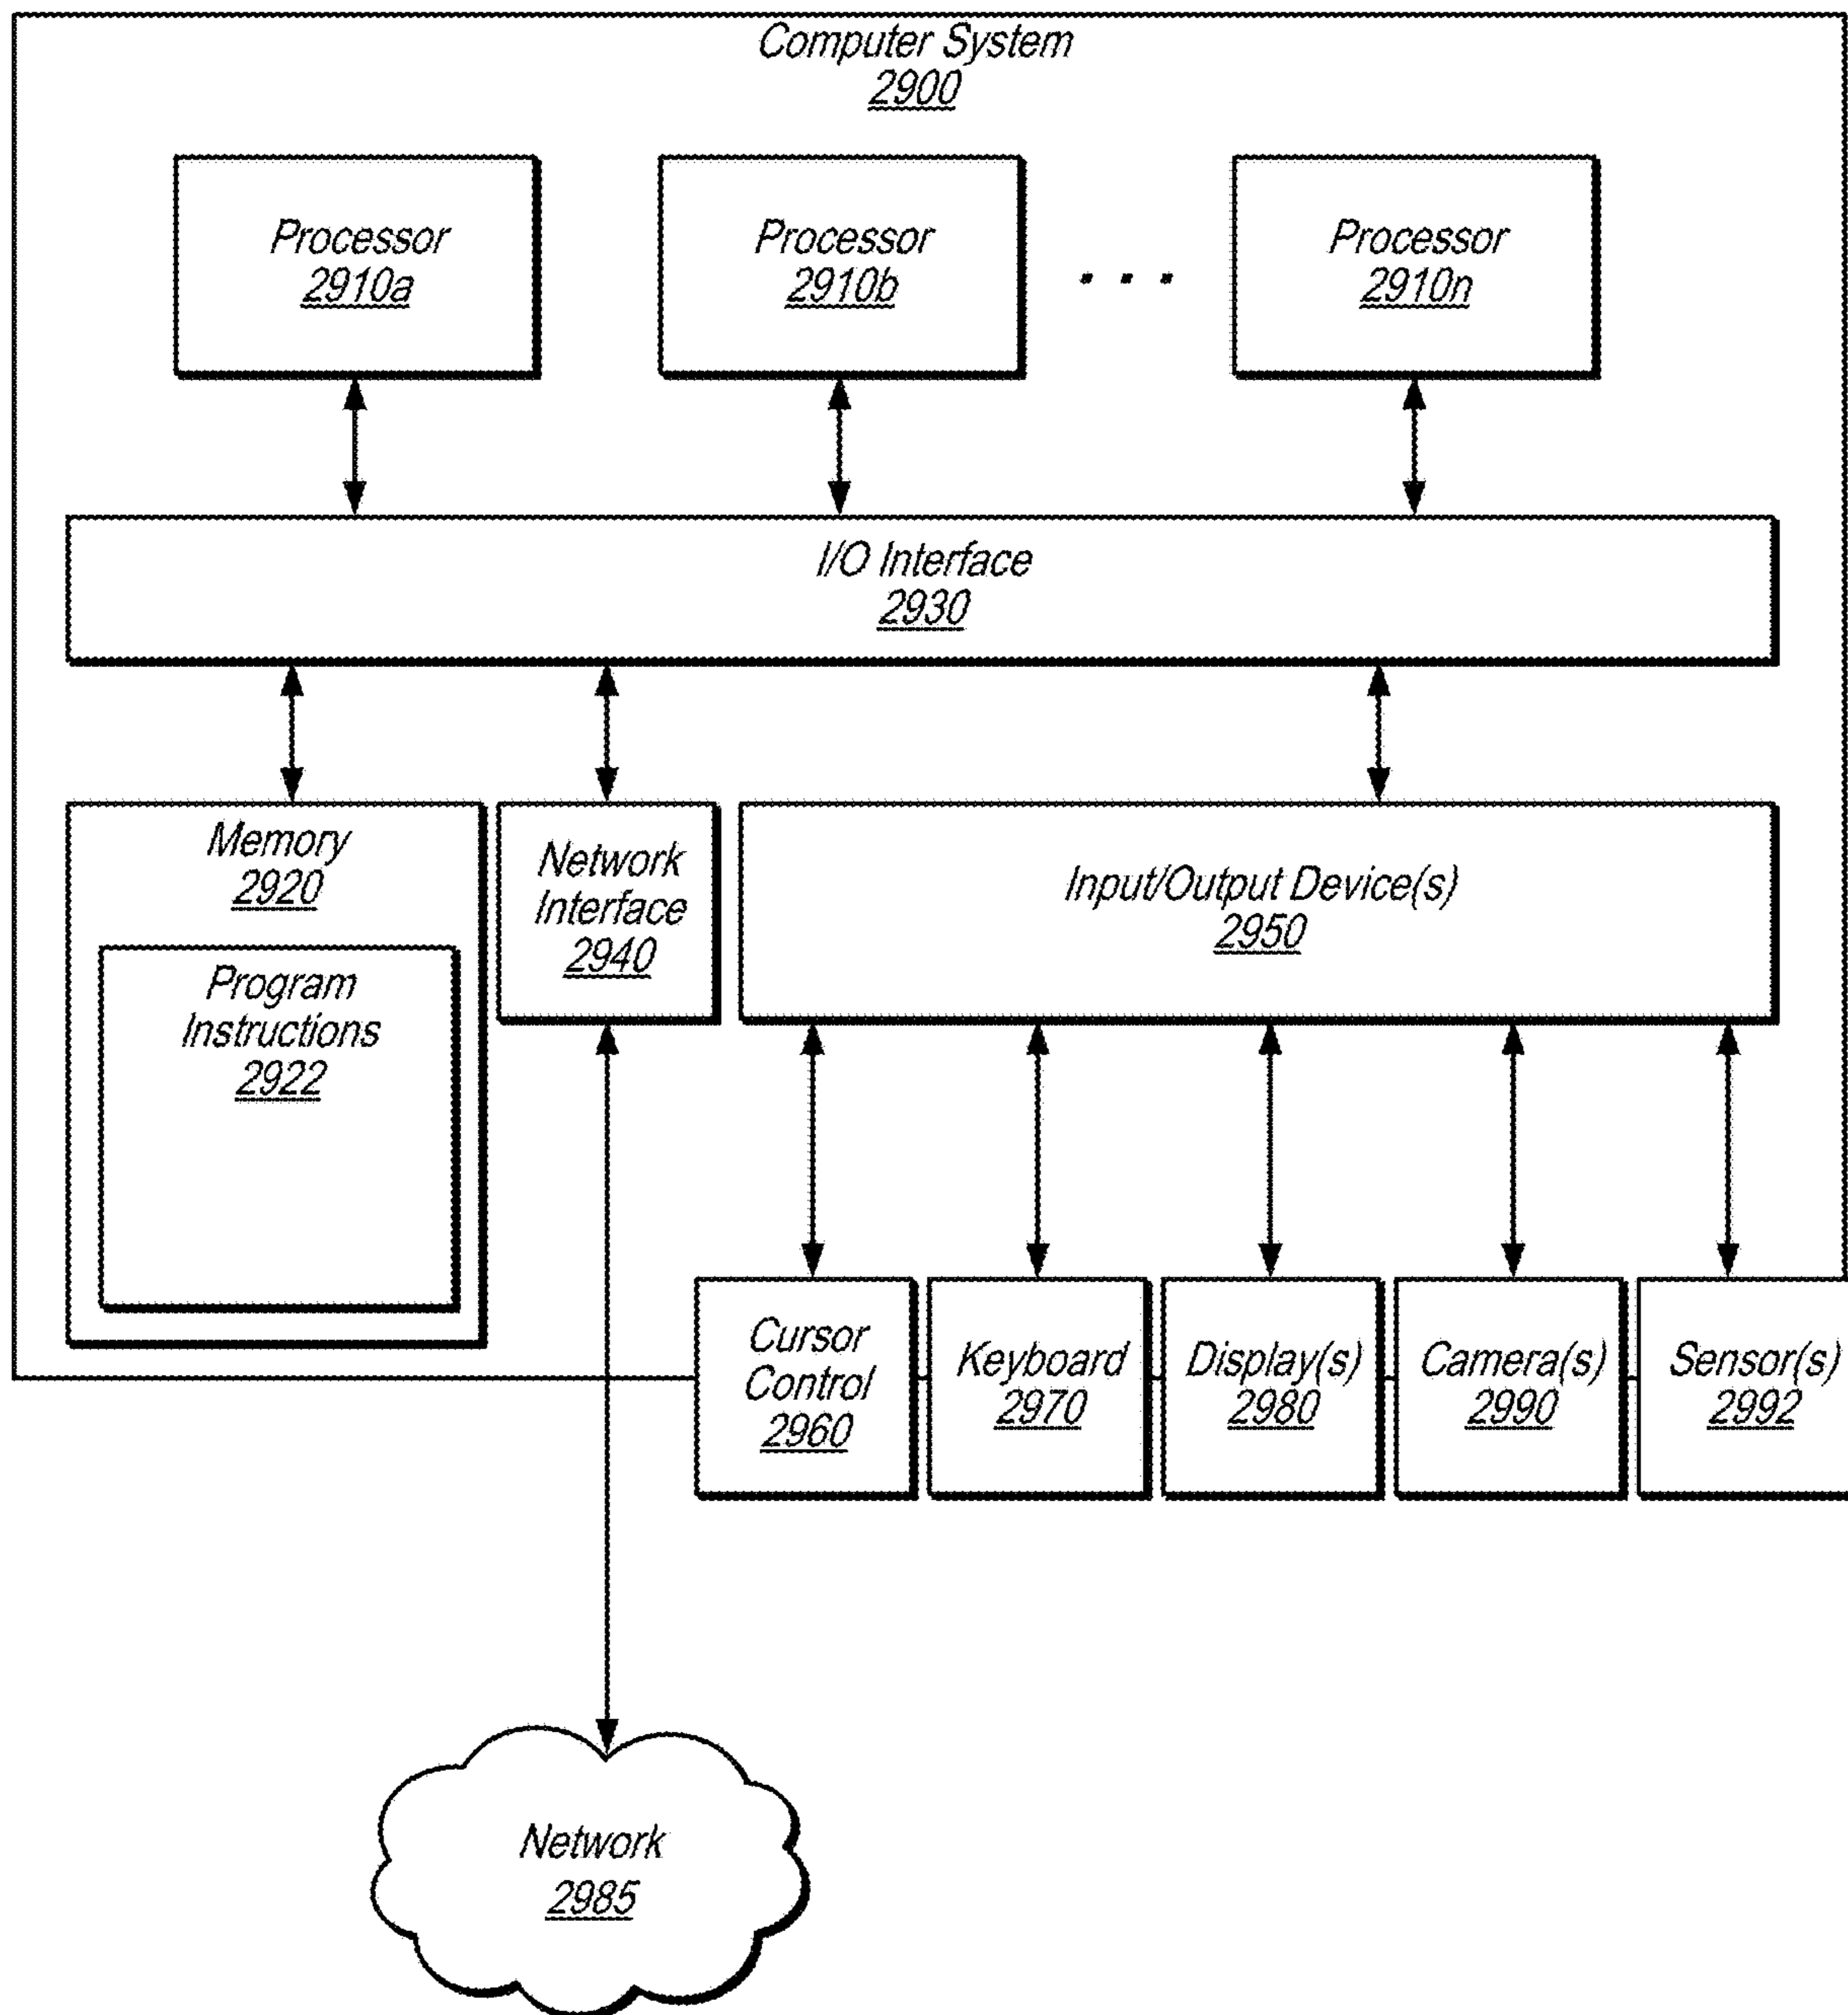 Computer System
2900
Processor
2910a
Processor
2910b
. . .
Processor
2910n
I/O Interface
2930
Memory
2920
Program
Instructions
2922
Network
Interface
2940
Input/Output Device(s)
2950
Cursor
Control
2960
Keyboard
2970
Display(s)
2980
Camera(s)
2990
Sensor(s)
2992
Network
2985